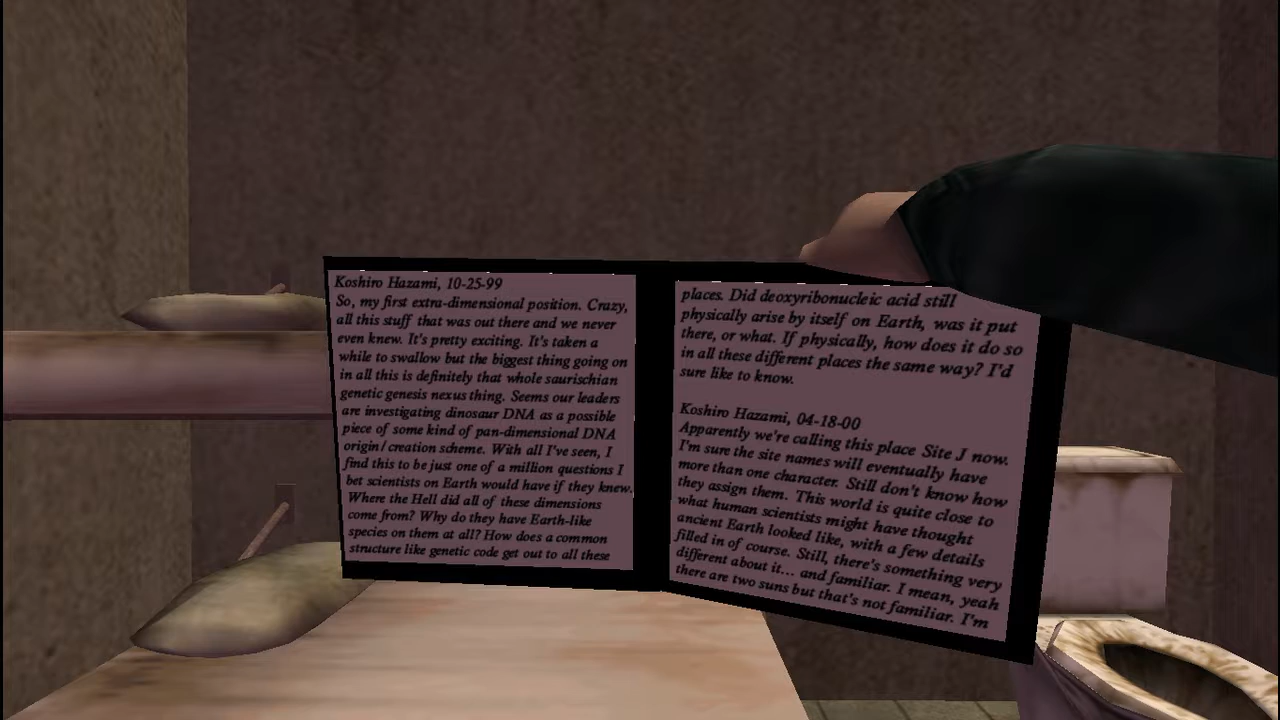 Koshiro Hazami, 10-25-99
So, my first extra-dimensional position. Crazy,
all this stuff that was out there and we never
even knew. It's pretty exciting. It's taken a
while to swallow but the biggest thing going on
in all this is definitely that whole saurischian
genetic genesis nexus thing. Seems our leaders
are investigating dinosaur DNA as a possible
piece of some kind of pan-dimensional DNA
origin/creation scheme. With all I've seen, I
find this to be just one of a million questions I
bet scientists on Earth would have if they knew.
Where the Hell did all of these dimensions
come from? Why do they have Earth-like
species on them at all? How does a common
structure like genetic code get out to all these
places. Did deoxyribonucleic acid still
physically arise by itself on Earth, was it put
there, or what. If physically, how does it do so
in all these different places the same way? I'd
sure like to know.
Koshiro Hazami, 04-18-00
Apparently we're calling this place Site J now.
I'm sure the site names will eventually have
more than one character. Still don't know how
they assign them. This world is quite close to
what human scientists might have thought
ancient Earth looked like, with a few details
filled in of course. Still, there's something very
different about it... and familiar. I mean, yeah
there are two suns but that's not familiar. I'm